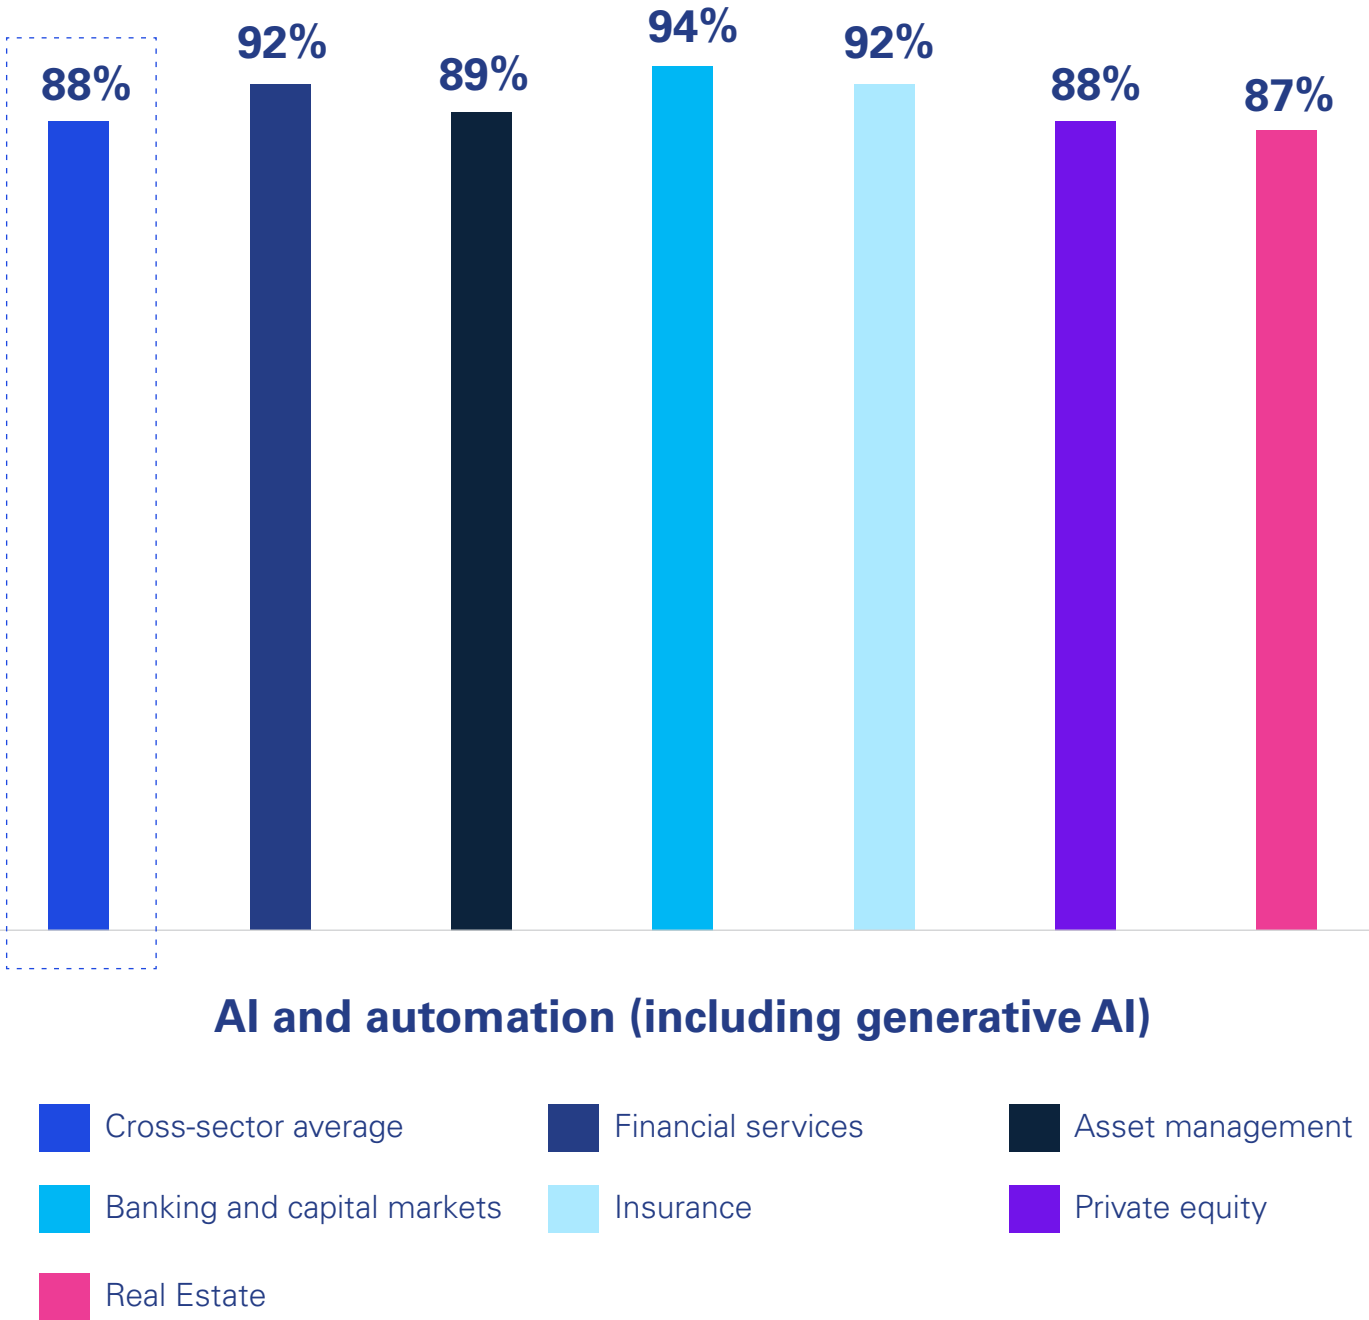 88%
92%
89%
94%
92%
88%
87%
AI and automation (including generative AI)
Cross-sector average
Financial services
Asset management
Banking and capital markets
Insurance
Private equity
Real Estate